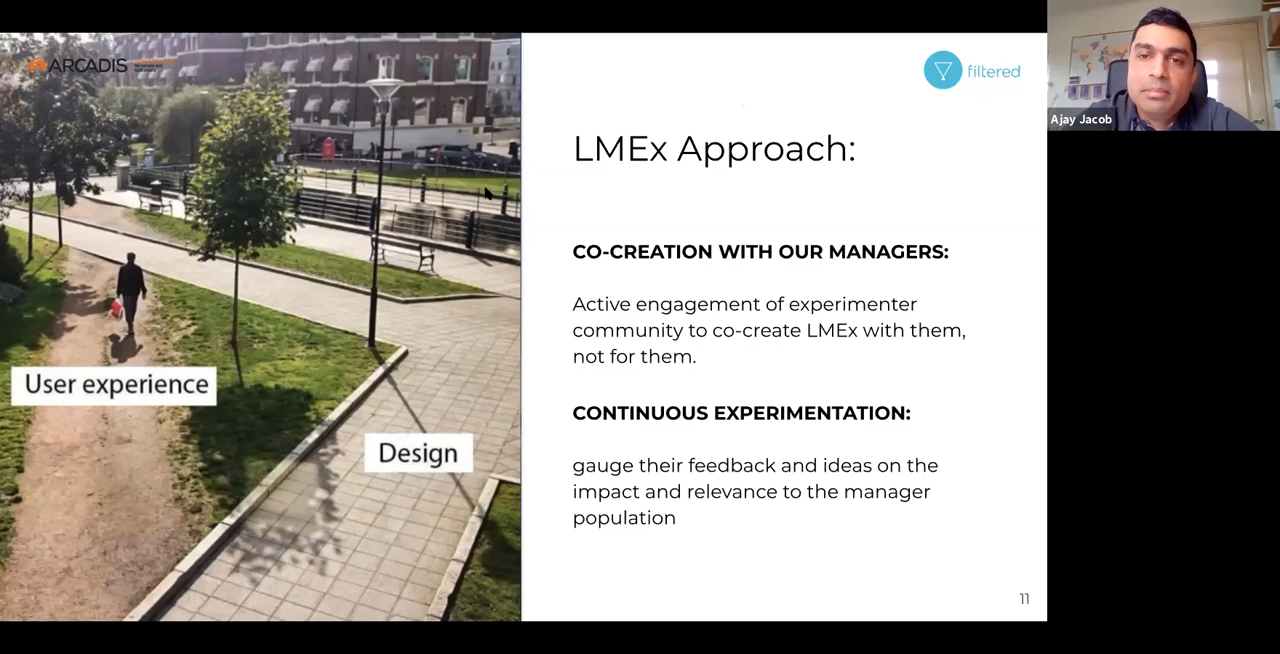 ARCADIS
filtered
Ajay Jacob
LMEx Approach:
CO-CREATION WITH OUR MANAGERS:
Active engagement of experimenter
community to co-create LMEx with them,
not for them.
User experience
Design
CONTINUOUS EXPERIMENTATION:
gauge their feedback and ideas on the
impact and relevance to the manager
population
11